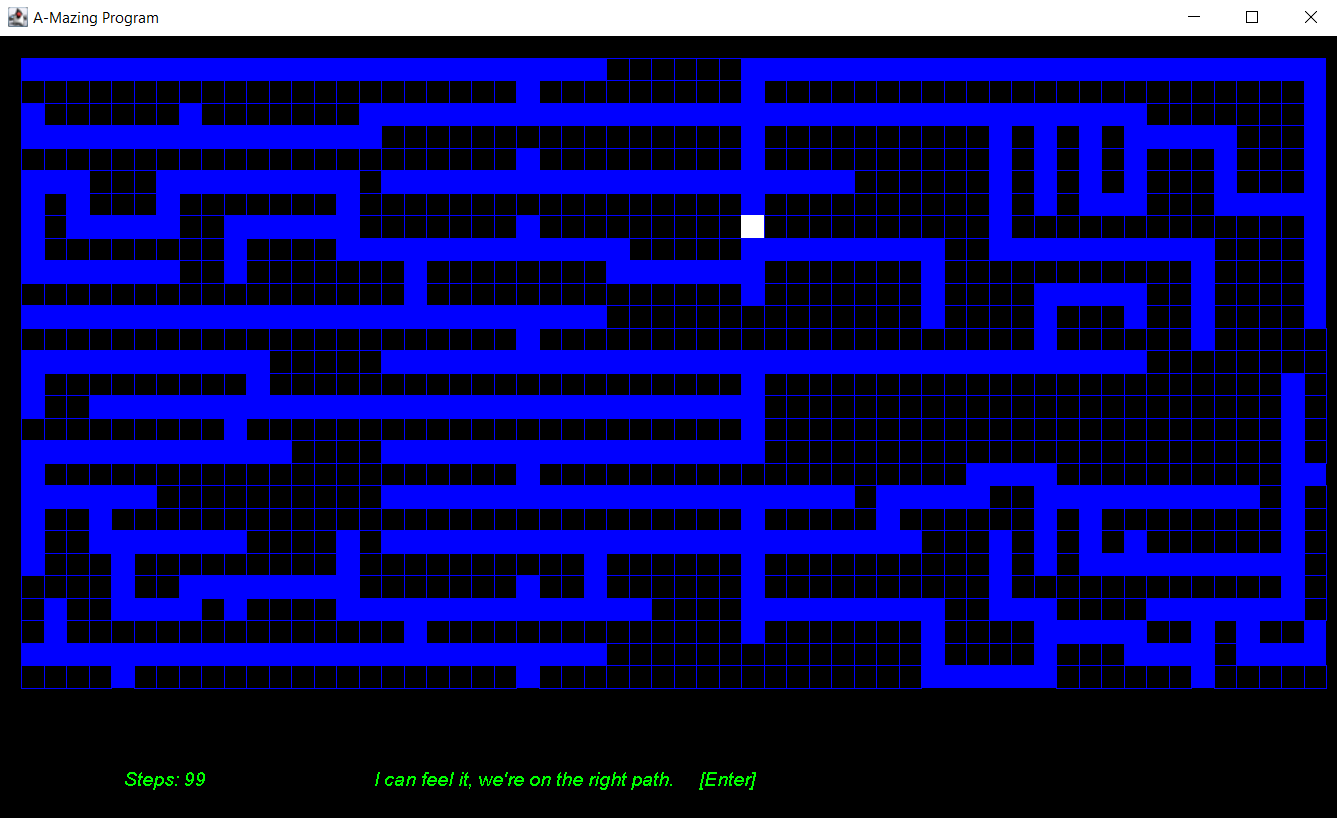 A-Mazing Program
Steps: 99 I can feel it, we're on the right path. [Enter]